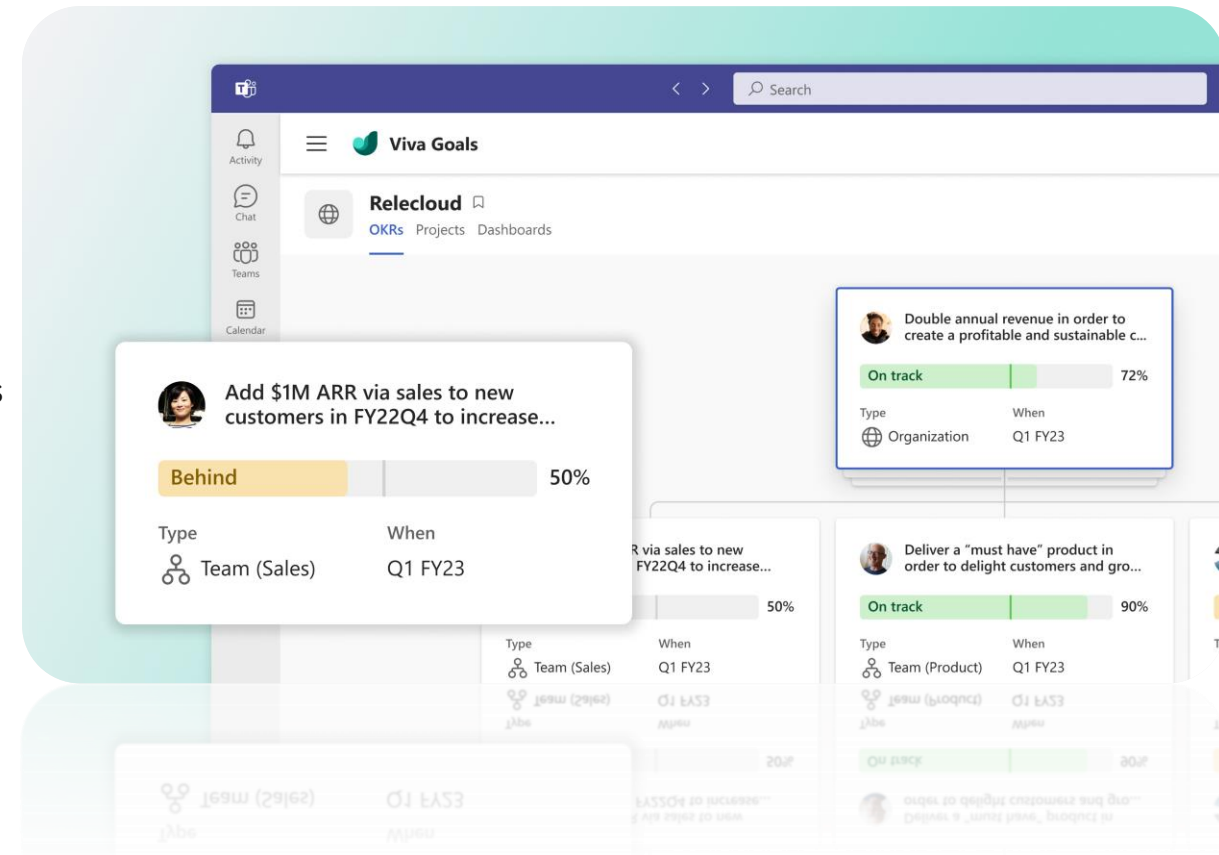 Search
Activity
Chat
Teams
Calendar
Viva Goals
Relecloud
OKRs Projects Dashboards
Double annual revenue in order to
create a profitable and sustainable c...
On track 72%
Type When
Organization Q1 FY23
Add $1M ARR via sales to new
customers in FY22Q4 to increase...
Behind 50%
Type When
Team (Sales) Q1 FY23
R via sales to new
FY22Q4 to increase...
50%
Type When
Team (Sales) Q1 FY23
Deliver a “must have” product in
order to delight customers and gro...
On track 90%
Type When
Team (Product) Q1 FY23